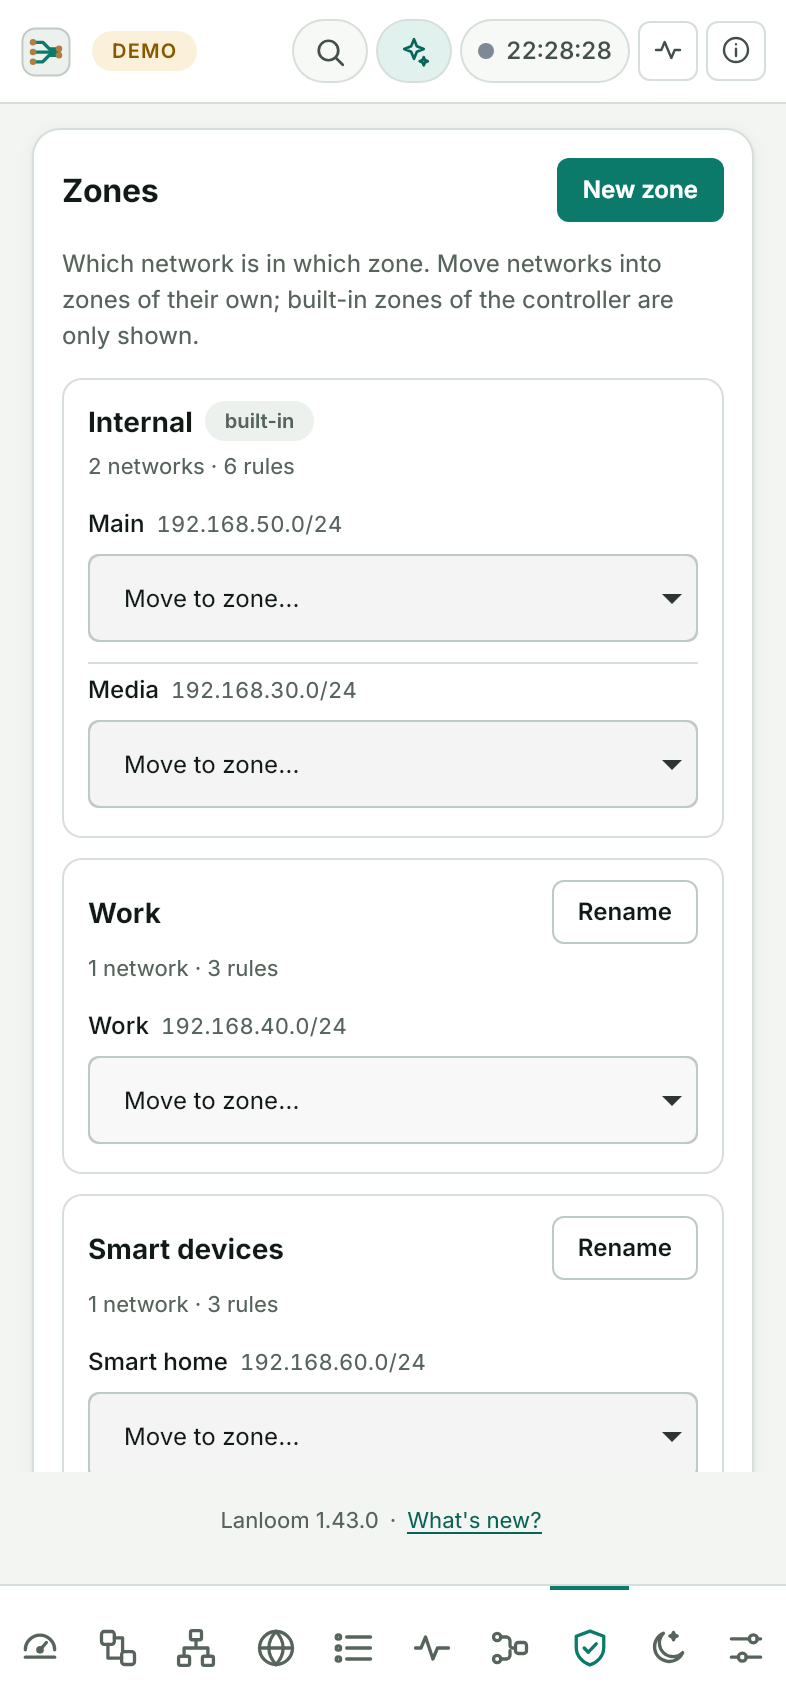 DEMO
22:28:28
Zones
New zone
Which network is in which zone. Move networks into
zones of their own; built-in zones of the controller are
only shown.
Internal built-in
2 networks · 6 rules
Main 192.168.50.0/24
Move to zone...
Media 192.168.30.0/24
Move to zone...
Work
Rename
1 network · 3 rules
Work 192.168.40.0/24
Move to zone...
Smart devices
Rename
1 network · 3 rules
Smart home 192.168.60.0/24
Move to zone...
Lanloom 1.43.0 · What's new?